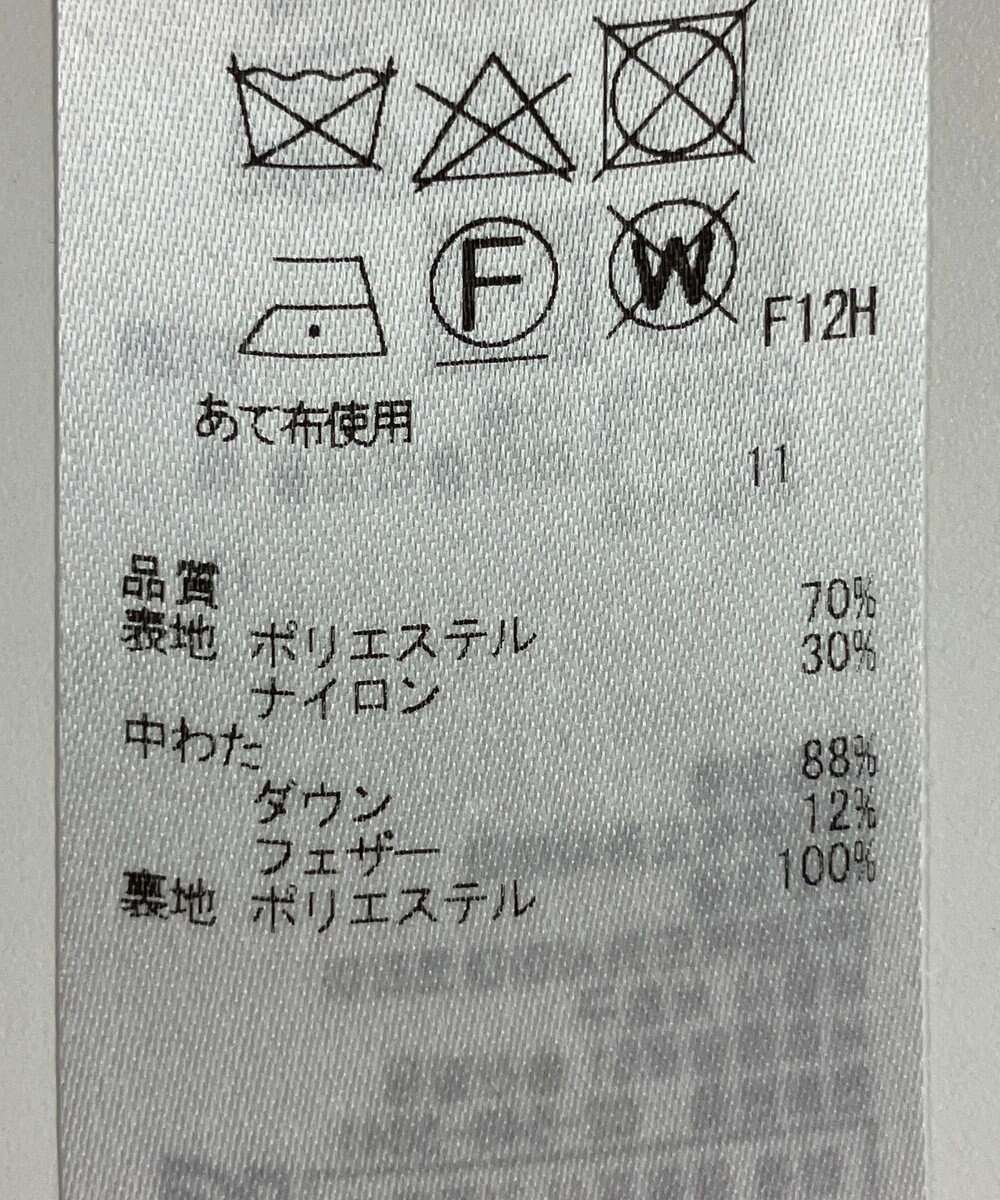 F W F12H
あて布使用
11
品質
表地 ポリエステル 70%
ナイロン 30%
中わた
ダウン 88%
フェザー 12%
裏地 ポリエステル 100%